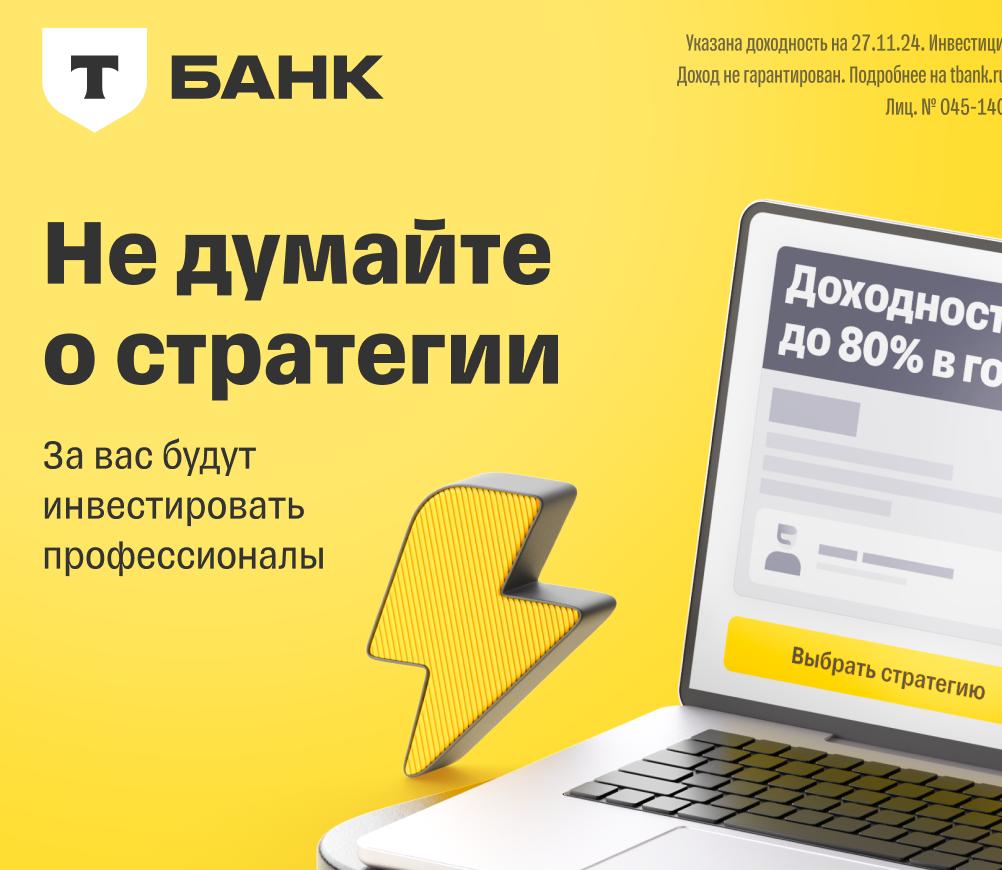 Т БАНК
Указана доходность на 27.11.24. Инвестици
Доход не гарантирован. Подробнее на tbank.ru
Лиц. № 045-140
Не думайте
о стратегии
За вас будут
инвестировать
профессионалы
Доходност
до 80% в го
Выбрать стратегию